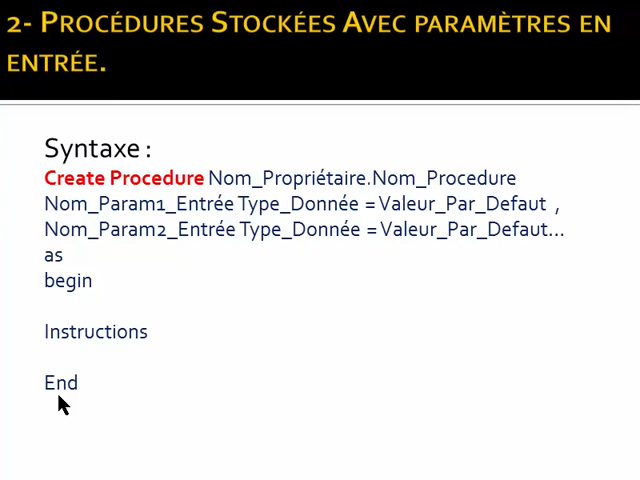 2- Procédures Stockées Avec paramètres en
entrée.
Syntaxe :
Create Procedure Nom_Propriétaire.Nom_Procedure
Nom_Param1_Entrée Type_Donnée = Valeur_Par_Defaut ,
Nom_Param2_Entrée Type_Donnée = Valeur_Par_Defaut…
as
begin
Instructions
End